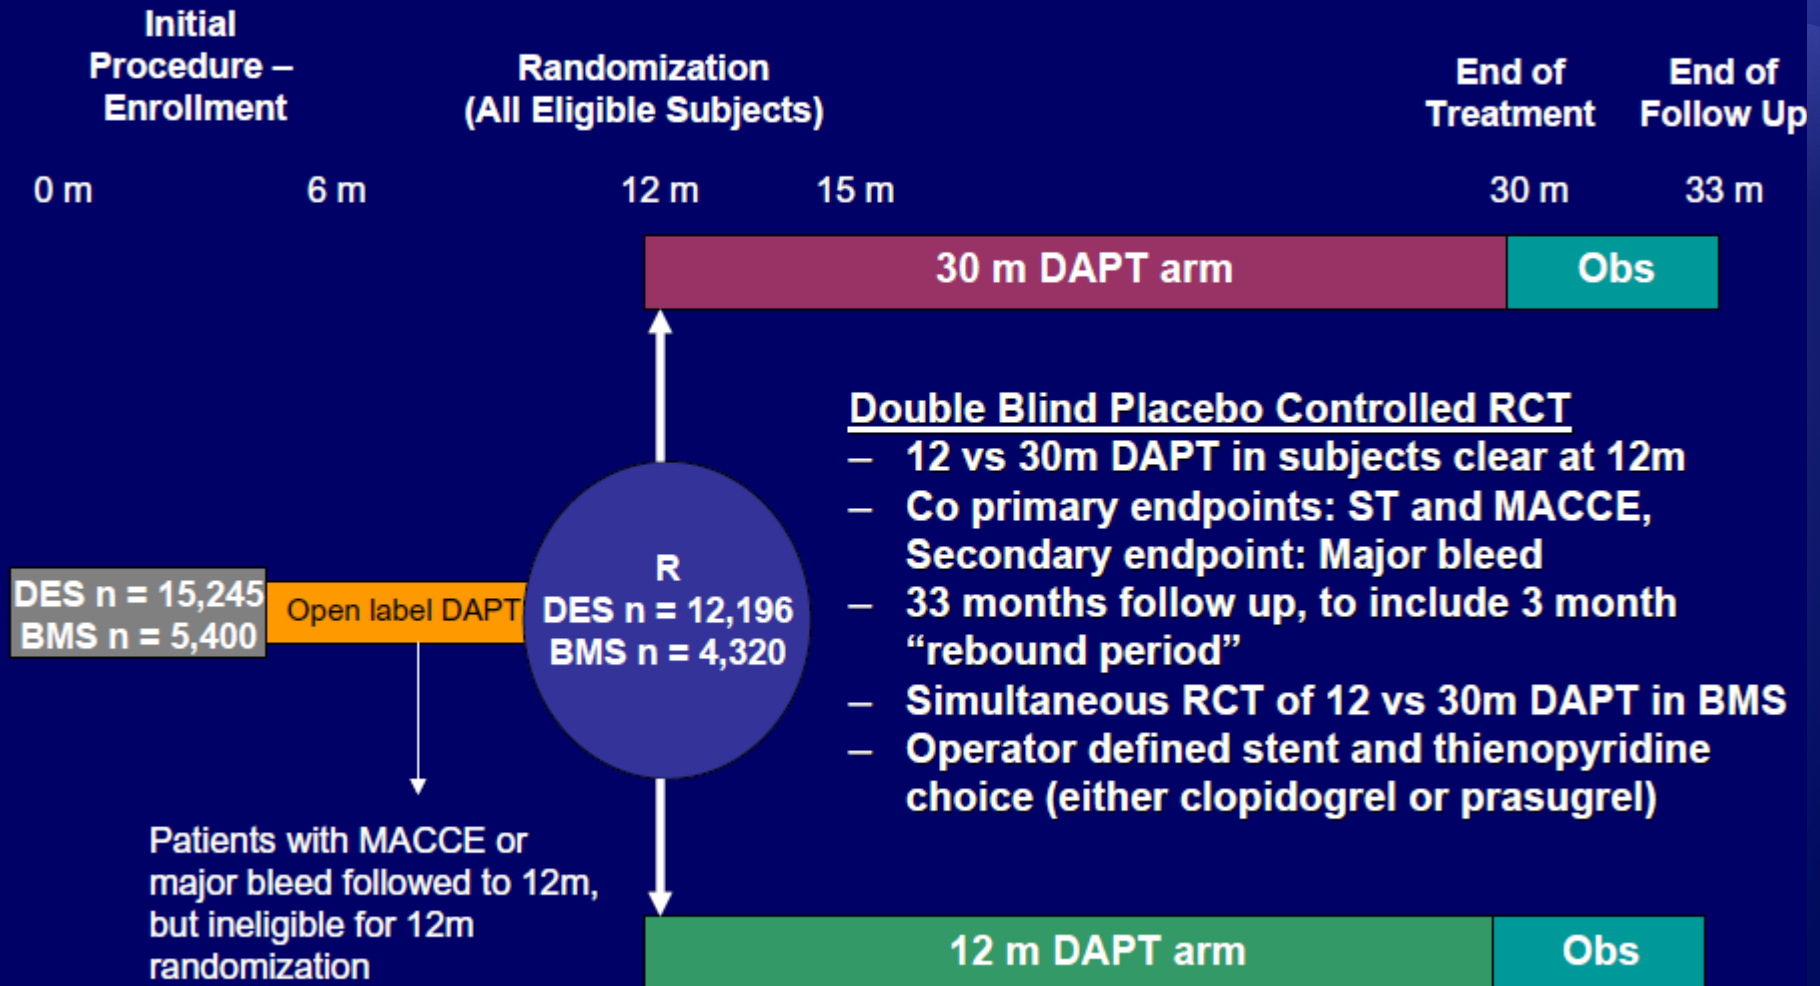 Initial
Procedure –
Enrollment
Randomization
(All Eligible Subjects)
End of
Treatment
End of
Follow Up
0 m
6 m
12 m
15 m
30 m
33 m
30 m DAPT arm
Obs
Double Blind Placebo Controlled RCT
– 12 vs 30m DAPT in subjects clear at 12m
– Co primary endpoints: ST and MACCE,
Secondary endpoint: Major bleed
– 33 months follow up, to include 3 month
“rebound period”
– Simultaneous RCT of 12 vs 30m DAPT in BMS
– Operator defined stent and thienopyridine
choice (either clopidogrel or prasugrel)
DES n = 15,245
BMS n = 5,400
Open label DAPT
R
DES n = 12,196
BMS n = 4,320
Patients with MACCE or
major bleed followed to 12m,
but ineligible for 12m
randomization
12 m DAPT arm
Obs